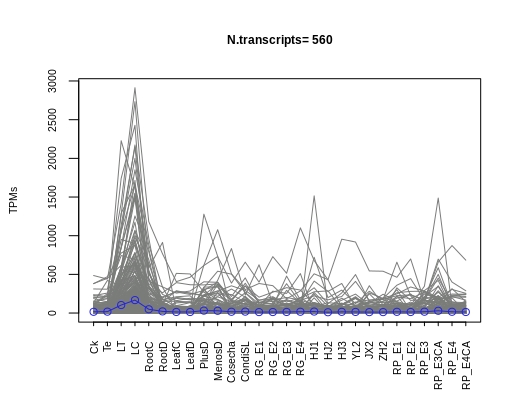 N.transcripts= 560
TPMs
3000
2500
2000
1500
1000
500
0
Ck
Te
LT
LC
RootC
RootD
LeafC
LeafD
PlusD
MenosD
Cosecha
CondiSL
RG_E1
RG_E2
RG_E3
RG_E4
HJ1
HJ2
HJ3
YL2
JX2
ZH2
RP_E1
RP_E2
RP_E3
RP_E3CA
RP_E4
RP_E4CA